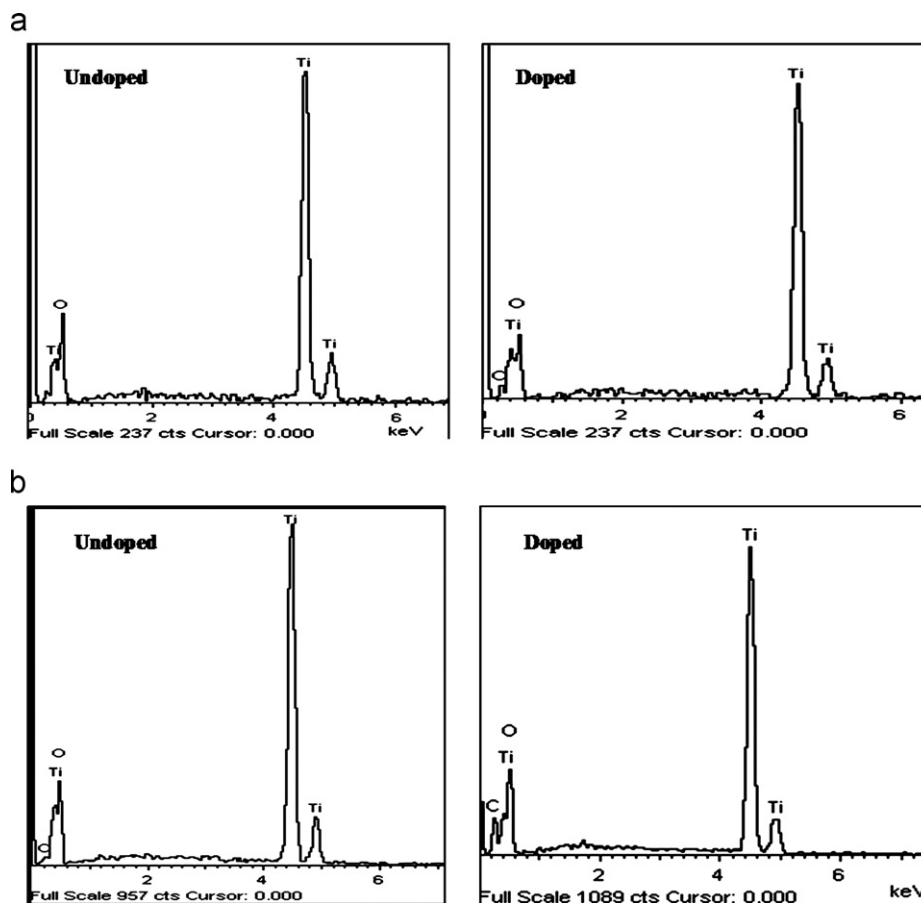 a
Undoped
Ti
O
Ti
Ti
0 2 4 6
Full Scale 237 cts Cursor: 0.000 keV
Doped
Ti
O
Ti
C
Ti
2 4 6
Full Scale 237 cts Cursor: 0.000
b
Undoped
Ti
O
Ti
C
Ti
2 4 6
Full Scale 957 cts Cursor: 0.000
Doped
Ti
O
Ti
C
Ti
2 4 6
Full Scale 1089 cts Cursor: 0.000 keV